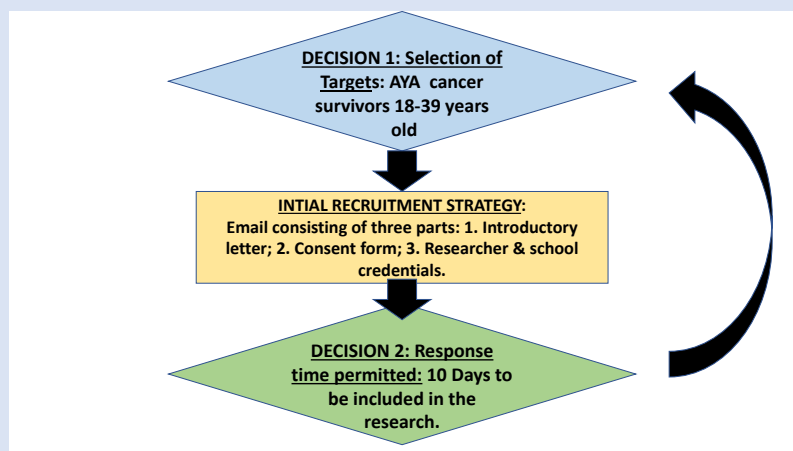 DECISION 1: Selection of
Targets: AYA cancer
survivors 18-39 years
old
INTIAL RECRUITMENT STRATEGY:
Email consisting of three parts: 1. Introductory
letter; 2. Consent form; 3. Researcher & school
credentials.
DECISION 2: Response
time permitted: 10 Days to
be included in the
research.